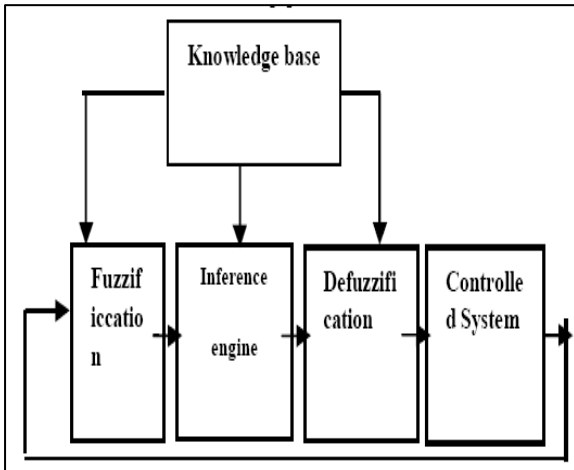 Knowledge base
Fuzzif
iccatio
n
Inference
engine
Defuzzifi
cation
Controlle
d System